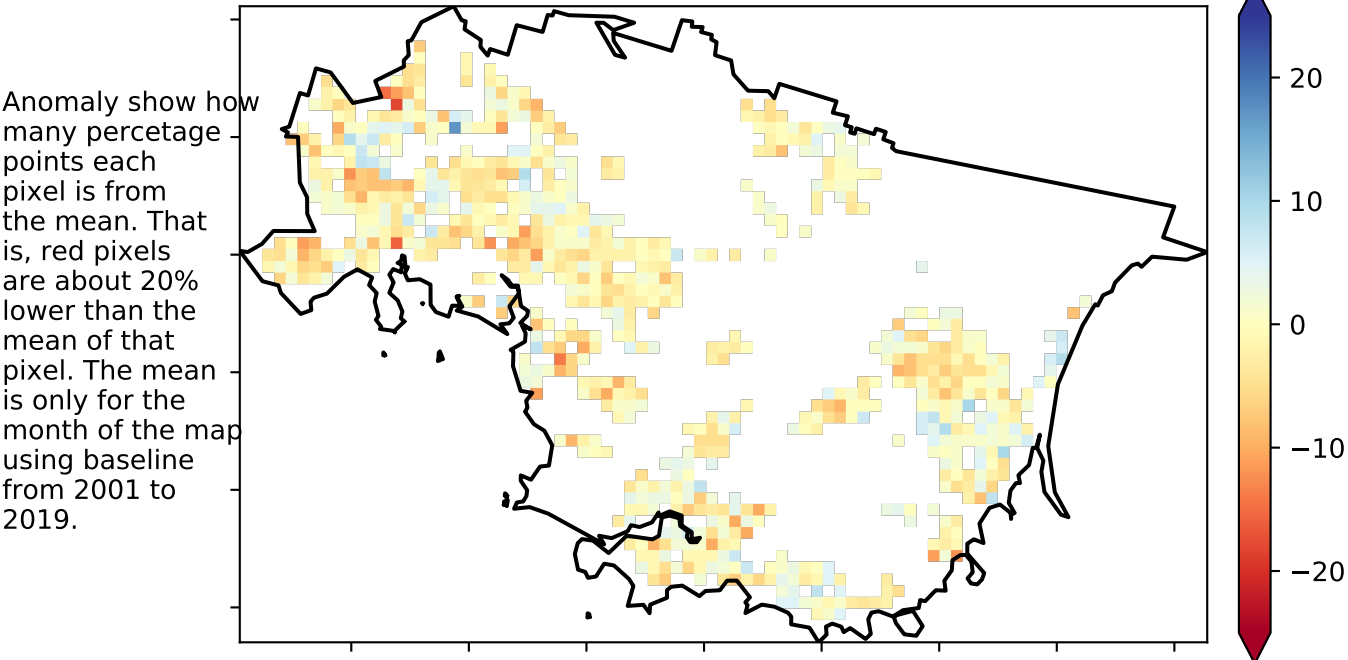 Anomaly show how
many percetage
points each
pixel is from
the mean. That
is, red pixels
are about 20%
lower than the
mean of that
pixel. The mean
is only for the
month of the map
using baseline
from 2001 to
2019.
20
10
0
−10
−20